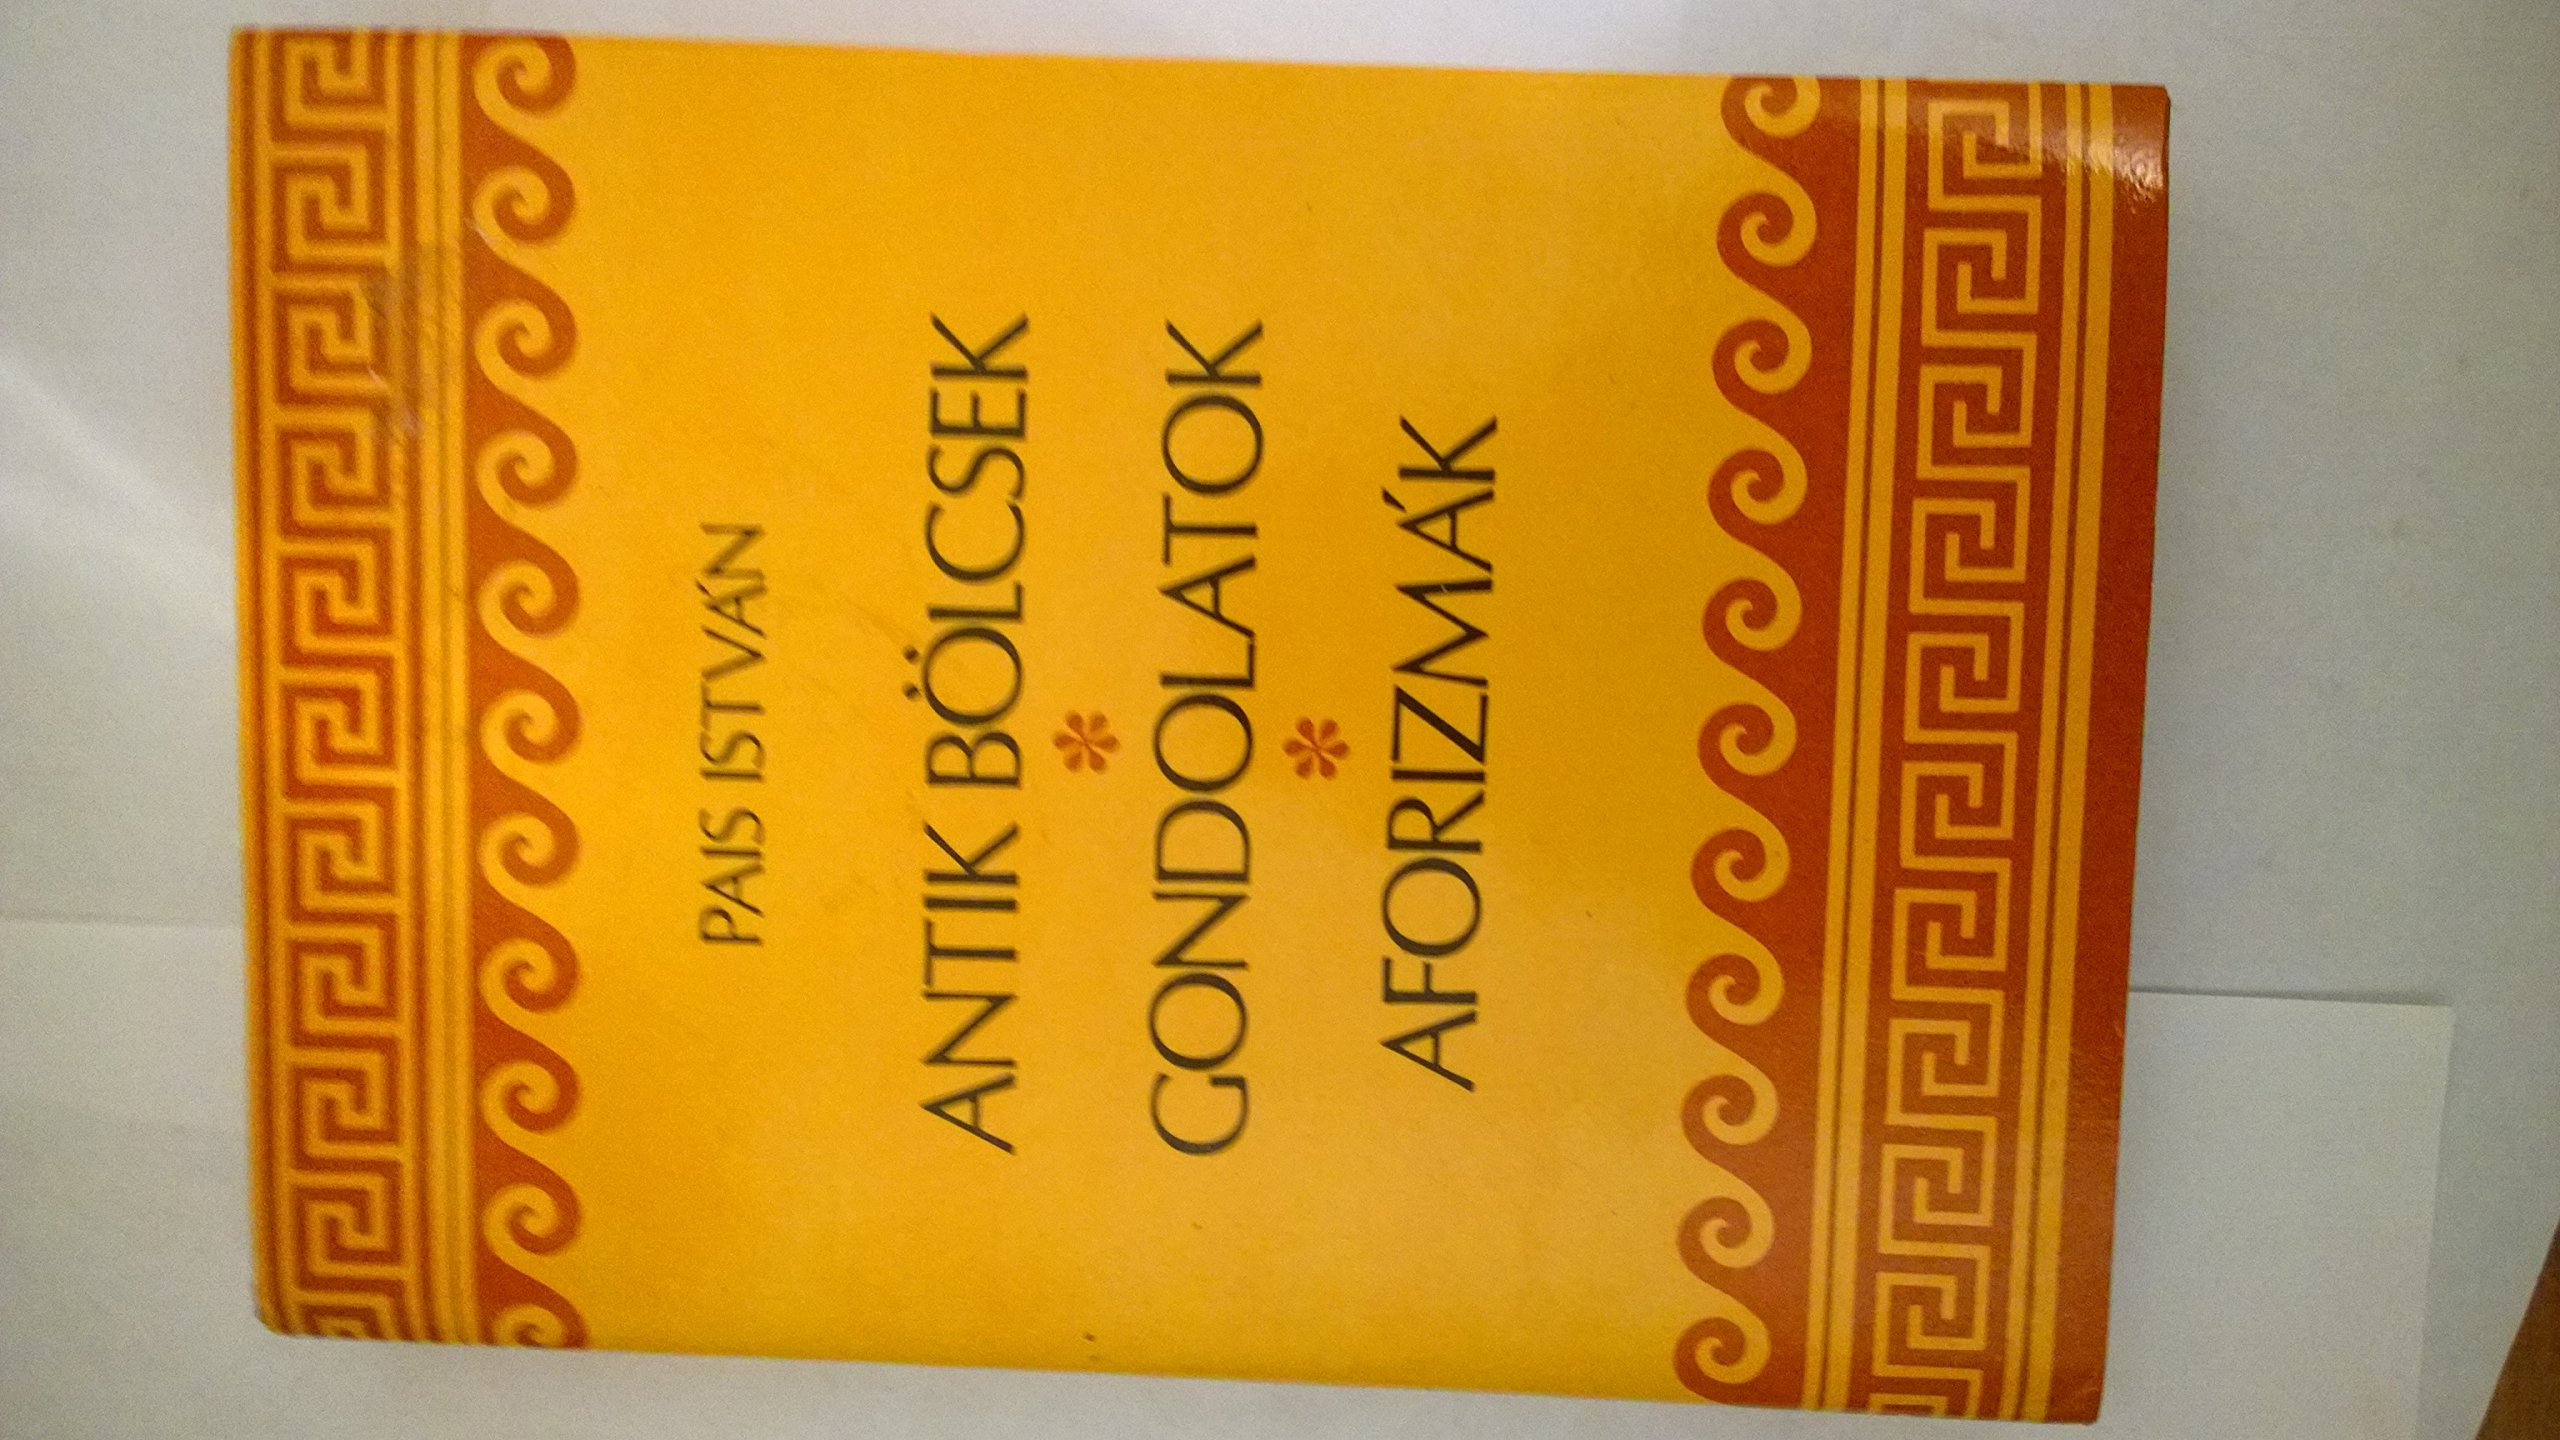 PAIS ISTVÁN
ANTIK BÖLCSEK
GONDOLATOK
AFORIZMÁK